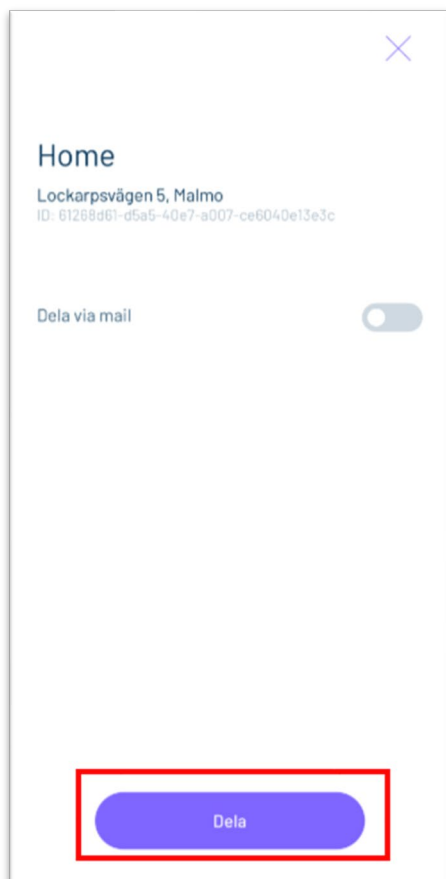 Home
Lockarpsvägen 5, Malmo
ID: 61268d61-d5a5-40e7-a007-ce6040e13e3c
Dela via mail
Dela